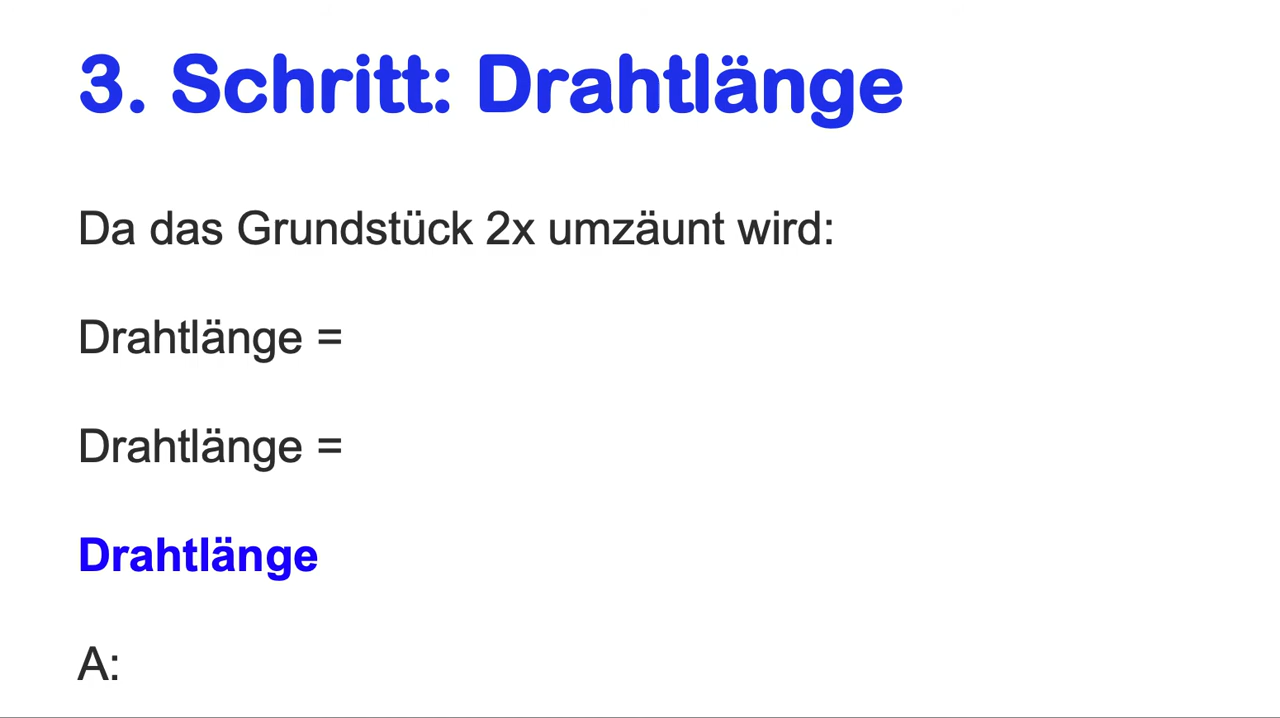 3. Schritt: Drahtlänge
Da das Grundstück 2x umzäunt wird:
Drahtlänge =
Drahtlänge =
Drahtlänge
A: